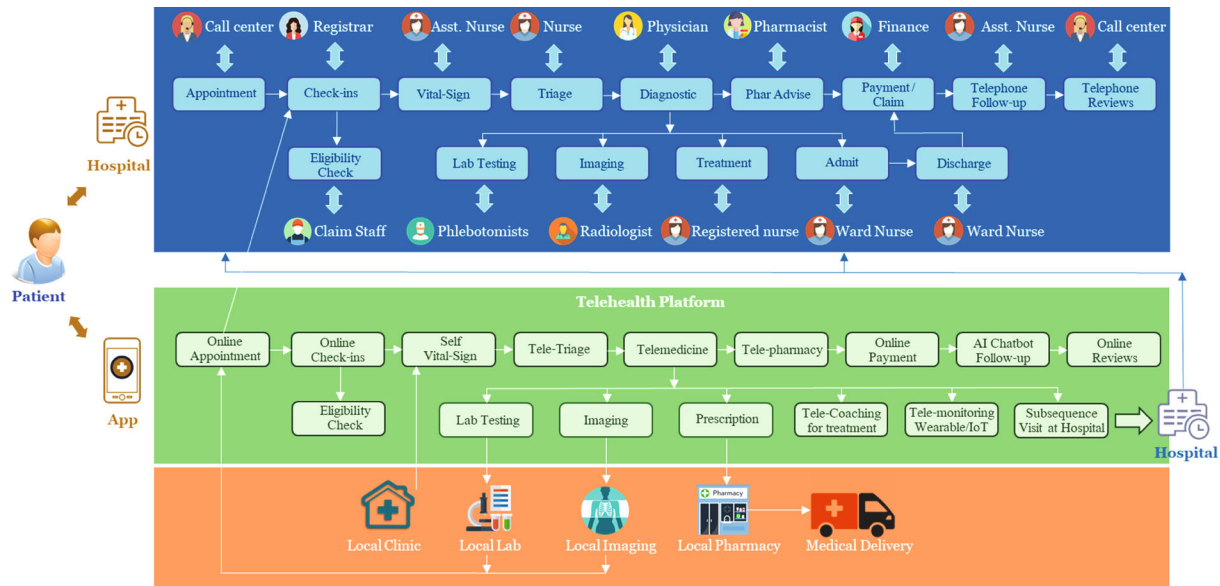 Call center
Registrar
Asst. Nurse
Nurse
Physician
Pharmacist
Finance
Asst. Nurse
Call center
Appointment
Check-ins
Vital-Sign
Triage
Diagnostic
Phar Advise
Payment /
Claim
Telephone
Follow-up
Telephone
Reviews
Hospital
Eligibility
Check
Lab Testing
Imaging
Treatment
Admit
Discharge
Claim Staff
Phlebotomists
Radiologist
Registered nurse
Ward Nurse
Ward Nurse
Patient
Telehealth Platform
Online
Appointment
Online
Check-ins
Self
Vital-Sign
Tele-Triage
Telemedicine
Tele-pharmacy
Online
Payment
AI Chatbot
Follow-up
Online
Reviews
App
Eligibility
Check
Lab Testing
Imaging
Prescription
Tele-Coaching
for treatment
Tele-monitoring
Wearable/IoT
Subsequence
Visit at Hospital
Hospital
Pharmacy
Local Clinic
Local Lab
Local Imaging
Local Pharmacy
Medical Delivery